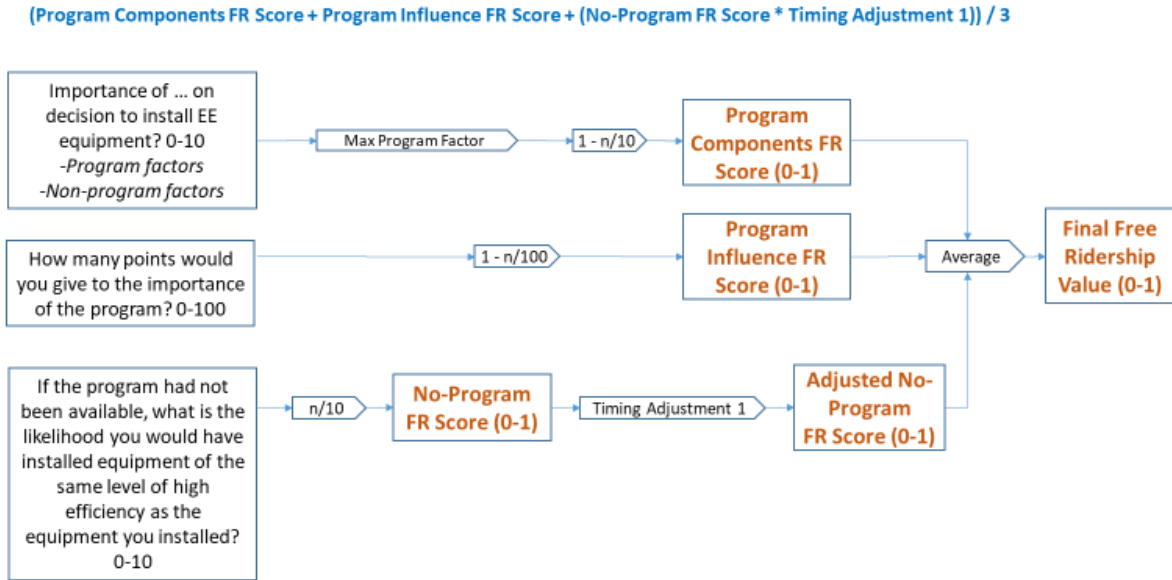 (Program Components FR Score + Program Influence FR Score + (No-Program FR Score * Timing Adjustment 1)) / 3
Importance of ... on
decision to install EE
equipment? 0-10
-Program factors
-Non-program factors
Max Program Factor
1 - n/10
Program
Components FR
Score (0-1)
How many points would
you give to the importance
of the program? 0-100
1 - n/100
Program
Influence FR
Score (0-1)
Average
Final Free
Ridership
Value (0-1)
If the program had not
been available, what is the
likelihood you would have
installed equipment of the
same level of high
efficiency as the
equipment you installed?
0-10
n/10
No-Program
FR Score (0-1)
Timing Adjustment 1
Adjusted No-
Program
FR Score (0-1)